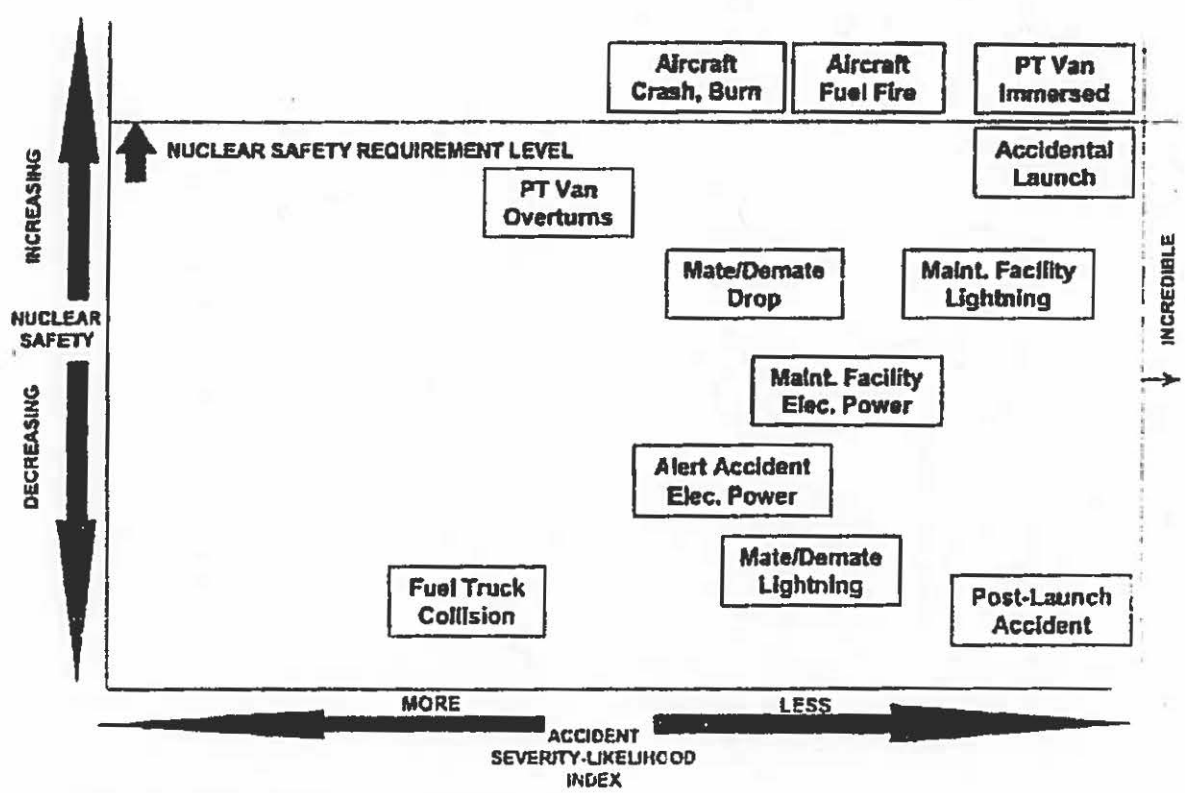 Aircraft
Crash, Burn
Aircraft
Fuel Fire
PT Van
Immersed
NUCLEAR SAFETY REQUIREMENT LEVEL
Accidental
Launch
PT Van
Overturns
INCREASING
Mate/Demate
Drop
Maint. Facility
Lightning
INCREDIBLE
NUCLEAR
SAFETY
Maint. Facility
Elec. Power
DECREASING
Alert Accident
Elec. Power
Mate/Demate
Lightning
Fuel Truck
Collision
Post-Launch
Accident
MORE
LESS
ACCIDENT
SEVERITY-LIKELIHOOD
INDEX